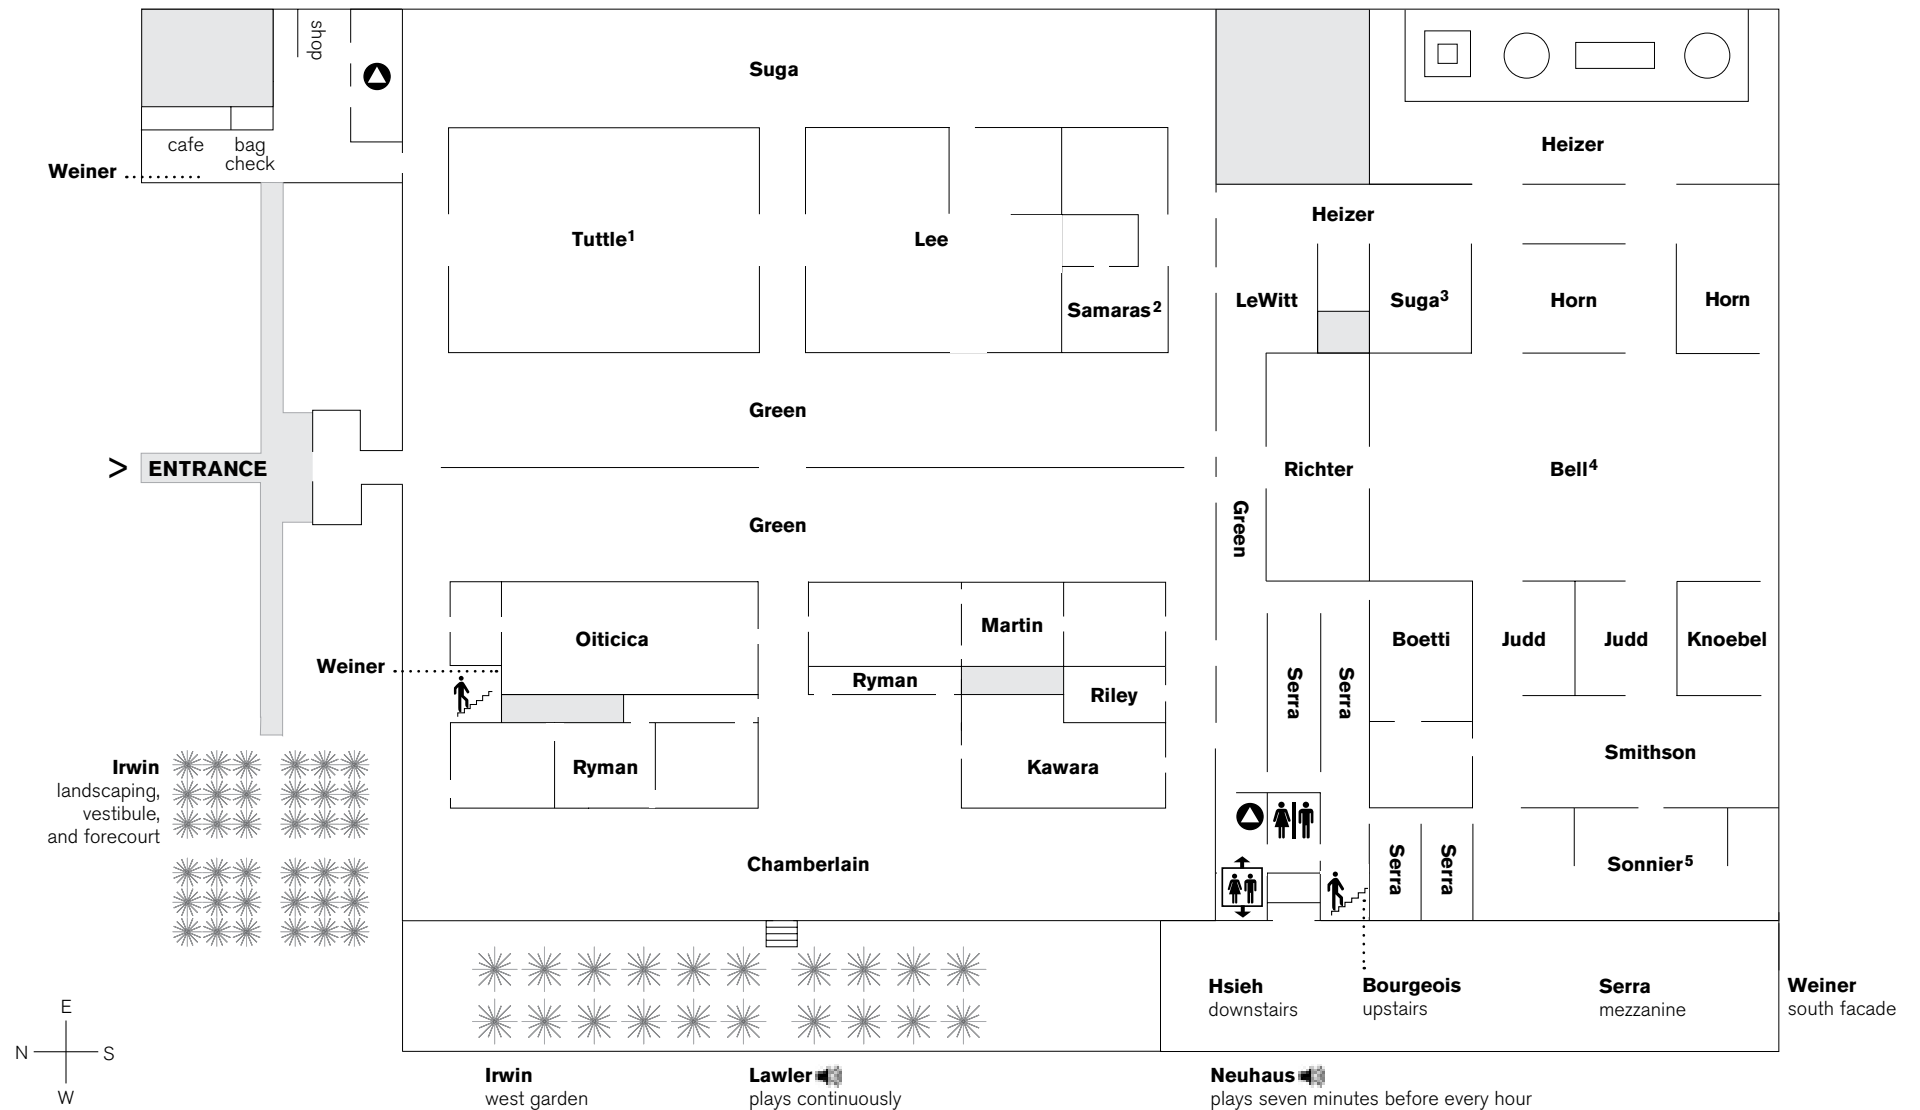 shop
Suga
cafe
bag
check
Weiner
Heizer
Heizer
Tuttle1
Lee
Samaras2
LeWitt
Suga3
Horn
Horn
Green
> ENTRANCE
Richter
Bell4
Green
Green
Oiticica
Martin
Boetti
Judd
Judd
Knoebel
Weiner
Ryman
Riley
Serra
Serra
Ryman
Kawara
Smithson
Irwin
landscaping,
vestibule,
and forecourt
Chamberlain
Serra
Serra
Sonnier5
Hsieh
downstairs
Bourgeois
upstairs
Serra
mezzanine
Weiner
south facade
E
N
S
W
Irwin
west garden
Lawler
plays continuously
Neuhaus
plays seven minutes before every hour